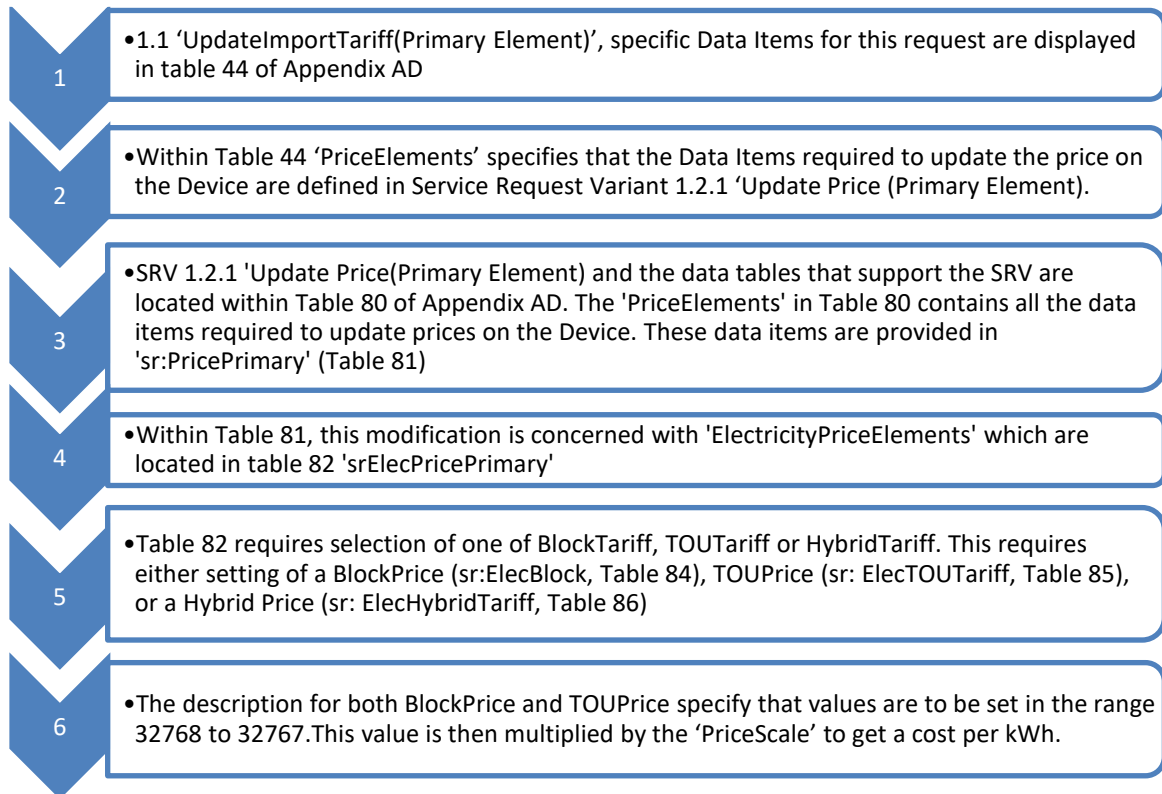 1
•1.1 ‘UpdateImportTariff(Primary Element)’, specific Data Items for this request are displayed
in table 44 of Appendix AD
2
•Within Table 44 ‘PriceElements’ specifies that the Data Items required to update the price on
the Device are defined in Service Request Variant 1.2.1 ‘Update Price (Primary Element).
3
•SRV 1.2.1 'Update Price(Primary Element) and the data tables that support the SRV are
located within Table 80 of Appendix AD. The 'PriceElements' in Table 80 contains all the data
items required to update prices on the Device. These data items are provided in
'sr:PricePrimary' (Table 81)
4
•Within Table 81, this modification is concerned with 'ElectricityPriceElements' which are
located in table 82 'srElecPricePrimary'
5
•Table 82 requires selection of one of BlockTariff, TOUTariff or HybridTariff. This requires
either setting of a BlockPrice (sr:ElecBlock, Table 84), TOUPrice (sr: ElecTOUTariff, Table 85),
or a Hybrid Price (sr: ElecHybridTariff, Table 86)
6
•The description for both BlockPrice and TOUPrice specify that values are to be set in the range
32768 to 32767.This value is then multiplied by the ‘PriceScale’ to get a cost per kWh.